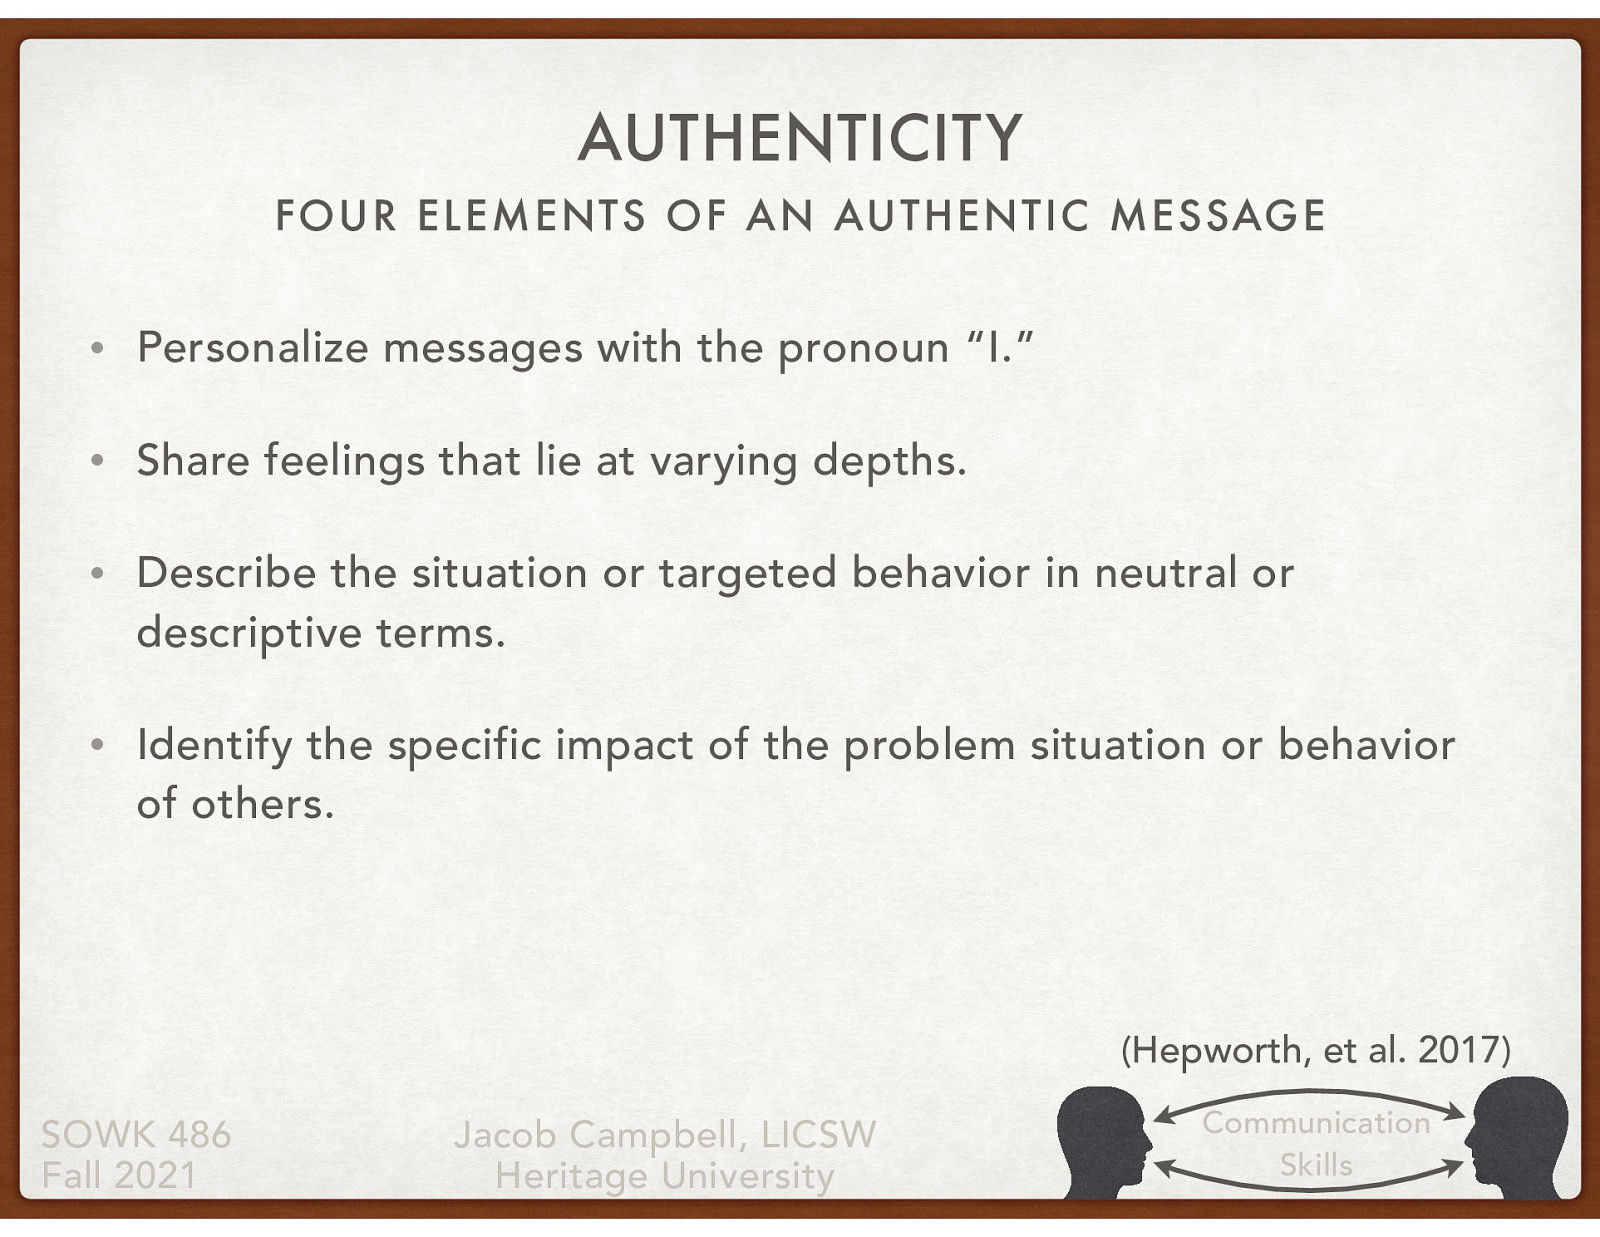 AUTHENTICITY
FOUR ELEMENTS OF AN AUTHENTIC MESSAGE
• Personalize messages with the pronoun “I.”
• Share feelings that lie at varying depths.
• Describe the situation or targeted behavior in neutral or
descriptive terms.
• Identify the specific impact of the problem situation or behavior
of others.
(Hepworth, et al. 2017)
SOWK 486
Fall 2021
Jacob Campbell, LICSW
Heritage University
Communication
Skills